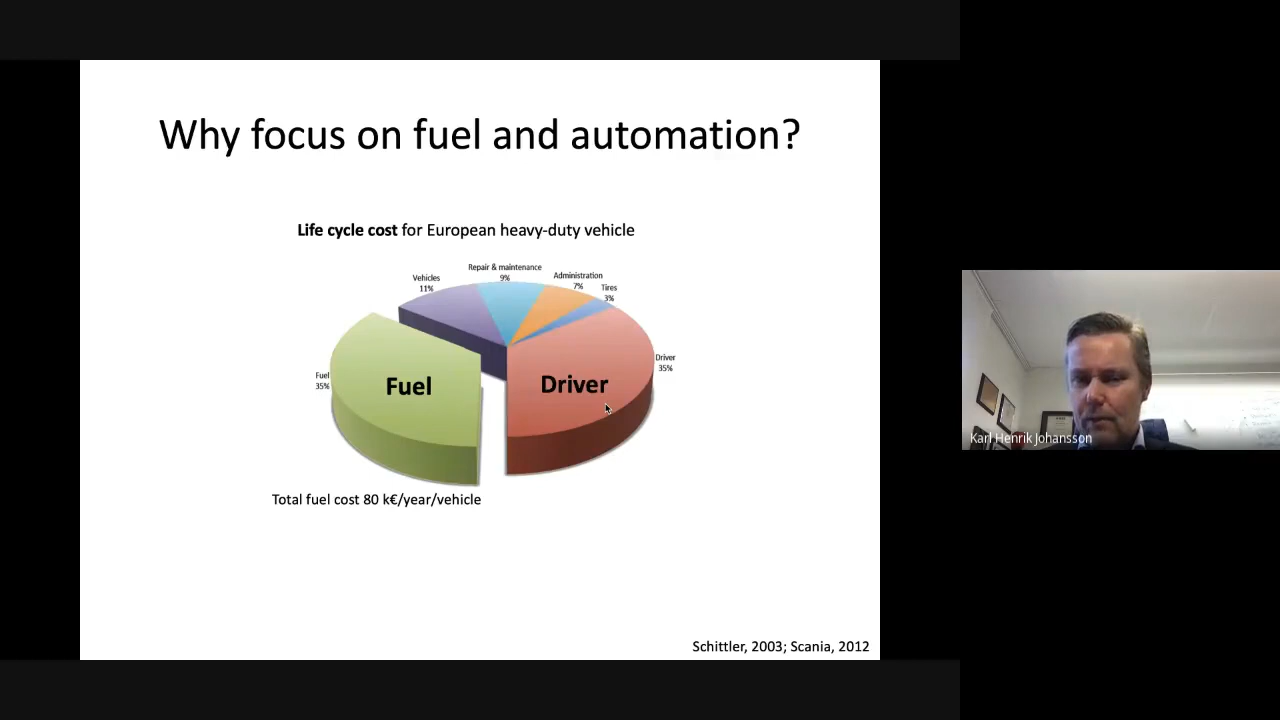 Why focus on fuel and automation?
Life cycle cost for European heavy-duty vehicle
Repair & maintenance
9%
Vehicles
11%
Administration
7%
Tires
3%
Driver
35%
Fuel
35%
Fuel
Driver
Total fuel cost 80 k€/year/vehicle
Schittler, 2003; Scania, 2012
Karl Henrik Johansson